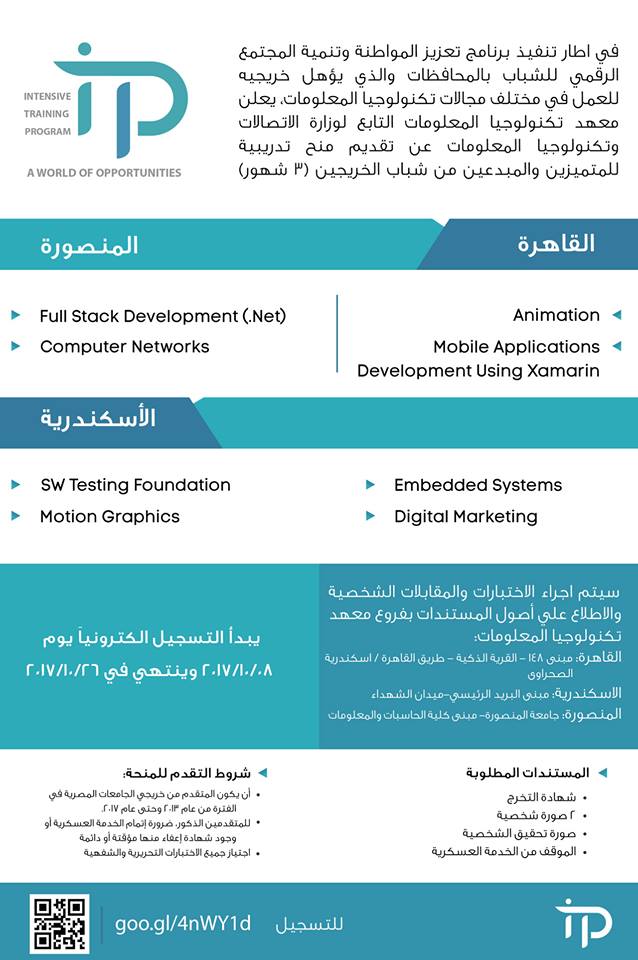 في اطار تنفيذ برنامج تعزيز المواطنة وتنمية المجتمع
الرقمي للشباب بالمحافظات والذي يؤهل خريجيه
للعمل في مختلف مجالات تكنولوجيا المعلومات، يعلن
معهد تكنولوجيا المعلومات التابع لوزارة الاتصالات
وتكنولوجيا المعلومات عن تقديم منح تدريبية
للمتميزين والمبدعين من شباب الخريجين (٣ شهور)
itp
INTENSIVE
TRAINING
PROGRAM
A WORLD OF OPPORTUNITIES
القاهرة
Animation
Mobile Applications
Development Using Xamarin
المنصورة
Full Stack Development (.Net)
Computer Networks
الأسكندرية
SW Testing Foundation
Motion Graphics
Embedded Systems
Digital Marketing
سيتم اجراء الاختبارات والمقابلات الشخصية
والاطلاع علي أصول المستندات بفروع معهد
تكنولوجيا المعلومات:
القاهرة: مبنى ١٤٨ – القرية الذكية – طريق القاهرة / اسكندرية
الصحراوى
الاسكندرية: مبنى البريد الرئيسي-ميدان الشهداء
المنصورة: جامعة المنصورة– مبنى كلية الحاسبات والمعلومات
يبدأ التسجيل الكترونياً يوم
٢٠١٧/١٠/٠٨ وينتهي في ٢٠١٧/١٠/٢٦
المستندات المطلوبة
• شهادة التخرج
• ٢ صورة شخصية
• صورة تحقيق الشخصية
• الموقف من الخدمة العسكرية
شروط التقدم للمنحة:
• أن يكون المتقدم من خريجي الجامعات المصرية في
الفترة من عام ٢٠١٣ وحتى عام ٢٠١٧.
• للمتقدمين الذكور، ضرورة إتمام الخدمة العسكرية أو
وجود شهادة إعفاء منها مؤقتة أو دائمة
• اجتياز جميع الاختبارات التحريرية والشفهية
itp
للتسجيل
goo.gl/4nWY1d